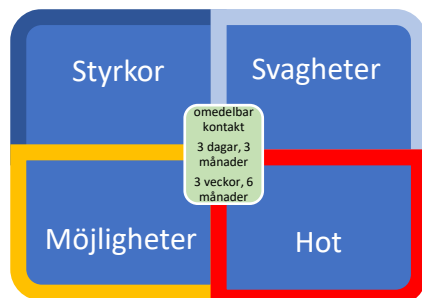 Styrkor
Svagheter
omedelbar
kontakt
3 dagar, 3
månader
3 veckor, 6
månader
Möjligheter
Hot